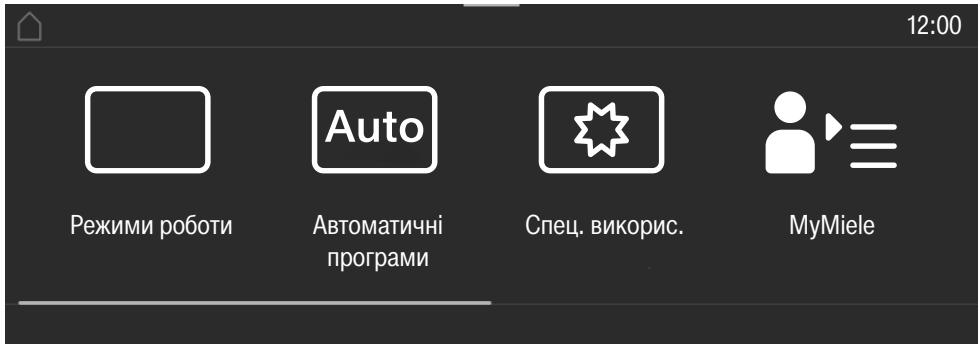 12:00
Auto
Режими роботи
Автоматичні
програми
Спец. викорис.
MyMiele